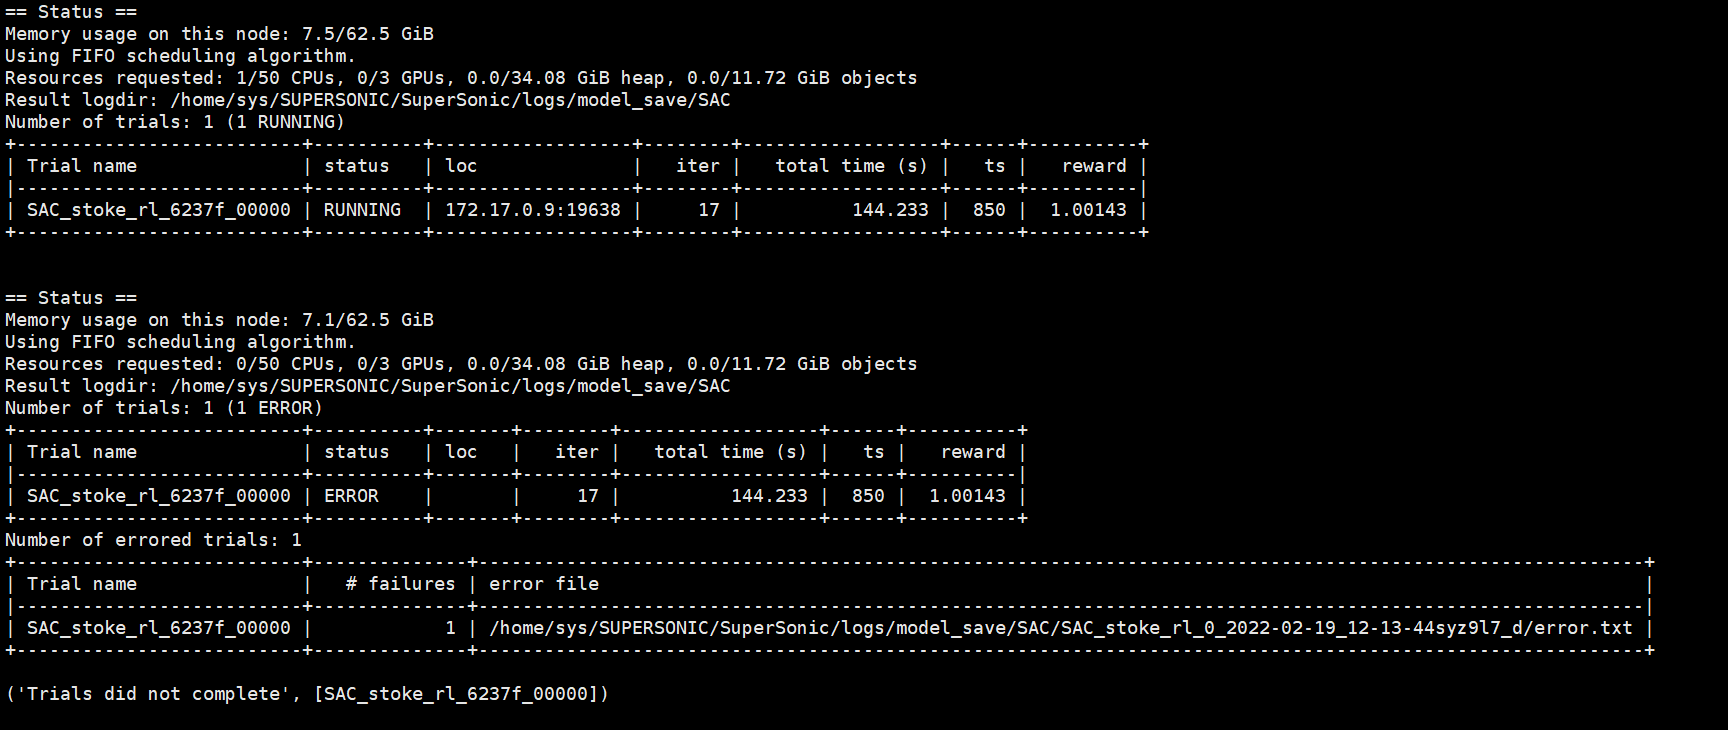 == Status ==
Memory usage on this node: 7.5/62.5 GiB
Using FIFO scheduling algorithm.
Resources requested: 1/50 CPUs, 0/3 GPUs, 0.0/34.08 GiB heap, 0.0/11.72 GiB objects
Result logdir: /home/sys/SUPERSONIC/SuperSonic/logs/model_save/SAC
Number of trials: 1 (1 RUNNING)
+--------------------------+----------+------------------+--------+------------------+------+----------+
| Trial name               | status   | loc              |   iter |   total time (s) |   ts |   reward |
|--------------------------+----------+------------------+--------+------------------+------+----------|
| SAC_stoke_rl_6237f_00000 | RUNNING  | 172.17.0.9:19638 |     17 |          144.233 |  850 |  1.00143 |
+--------------------------+----------+------------------+--------+------------------+------+----------+
== Status ==
Memory usage on this node: 7.1/62.5 GiB
Using FIFO scheduling algorithm.
Resources requested: 0/50 CPUs, 0/3 GPUs, 0.0/34.08 GiB heap, 0.0/11.72 GiB objects
Result logdir: /home/sys/SUPERSONIC/SuperSonic/logs/model_save/SAC
Number of trials: 1 (1 ERROR)
+--------------------------+----------+-------+--------+------------------+------+----------+
| Trial name               | status   | loc   |   iter |   total time (s) |   ts |   reward |
|--------------------------+----------+-------+--------+------------------+------+----------|
| SAC_stoke_rl_6237f_00000 | ERROR    |       |     17 |          144.233 |  850 |  1.00143 |
+--------------------------+----------+-------+--------+------------------+------+----------+
Number of errored trials: 1
+--------------------------+--------------+----------------------------------------------------------------------------------------------------------+
| Trial name               |   # failures | error file                                                                                               |
|--------------------------+--------------+----------------------------------------------------------------------------------------------------------|
| SAC_stoke_rl_6237f_00000 |            1 | /home/sys/SUPERSONIC/SuperSonic/logs/model_save/SAC/SAC_stoke_rl_0_2022-02-19_12-13-44syz9l7_d/error.txt |
+--------------------------+--------------+----------------------------------------------------------------------------------------------------------+
('Trials did not complete', [SAC_stoke_rl_6237f_00000])